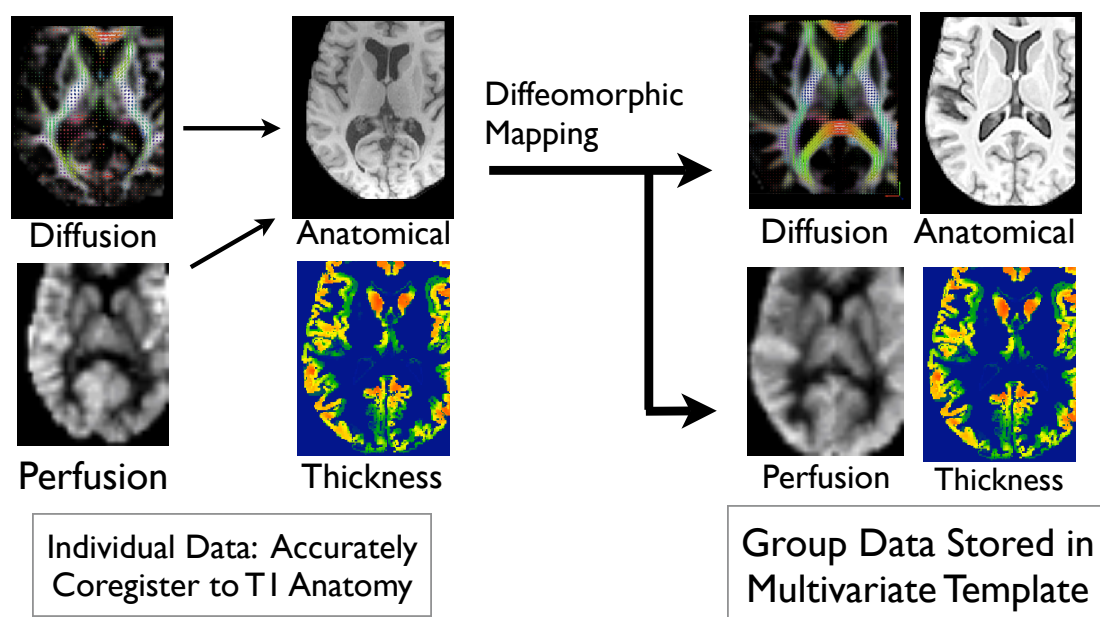 Diffusion
Anatomical
Perfusion
Thickness
Individual Data: Accurately
Coregister to T1 Anatomy
Diffeomorphic
Mapping
Diffusion
Anatomical
Perfusion
Thickness
Group Data Stored in
Multivariate Template